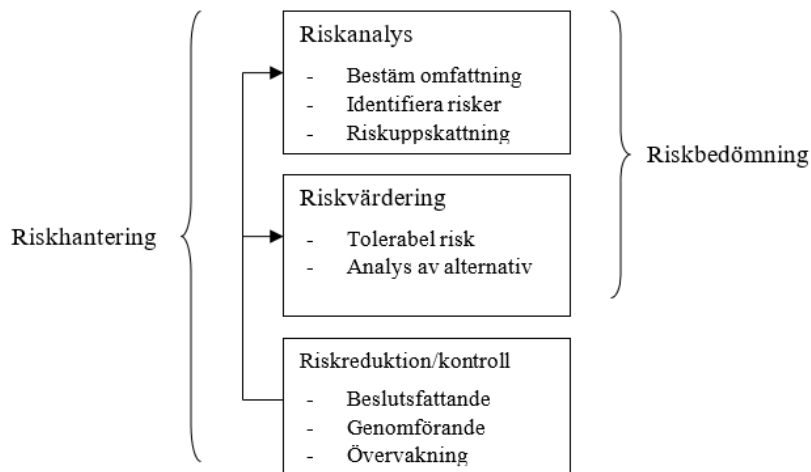 Riskhantering
Riskanalys
- Bestäm omfattning
- Identifiera risker
- Riskuppskattning
Riskvärdering
- Tolerabel risk
- Analys av alternativ
Riskreduktion/kontroll
- Beslutsfattande
- Genomförande
- Övervakning
Riskbedömning